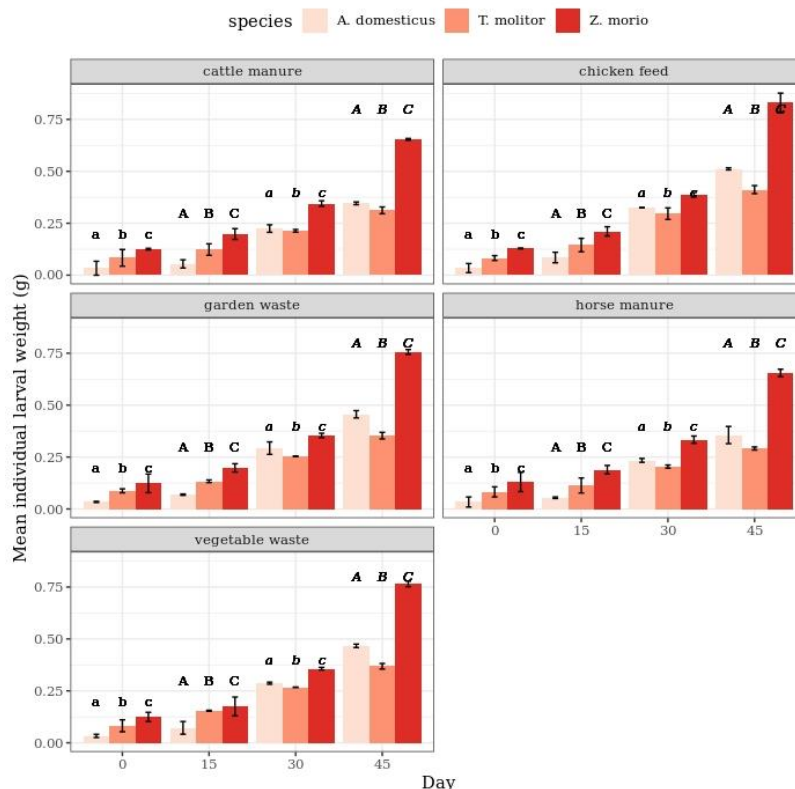 species A. domesticus T. molitor Z. morio
cattle manure chicken feed
A B C A B C
0.75
0.50
a b c a b c
A B C A B C
0.25
a b c a b c
0.00
garden waste horse manure
A B C A B C
0.75
0.50
a b c a b c
A B C A B C
0.25
a b c a b c
0.00
0 15 30 45
vegetable waste
A B C
0.75
0.50
a b c
A B C
0.25
a b c
0.00
0 15 30 45
Mean individual larval weight (g)
Day